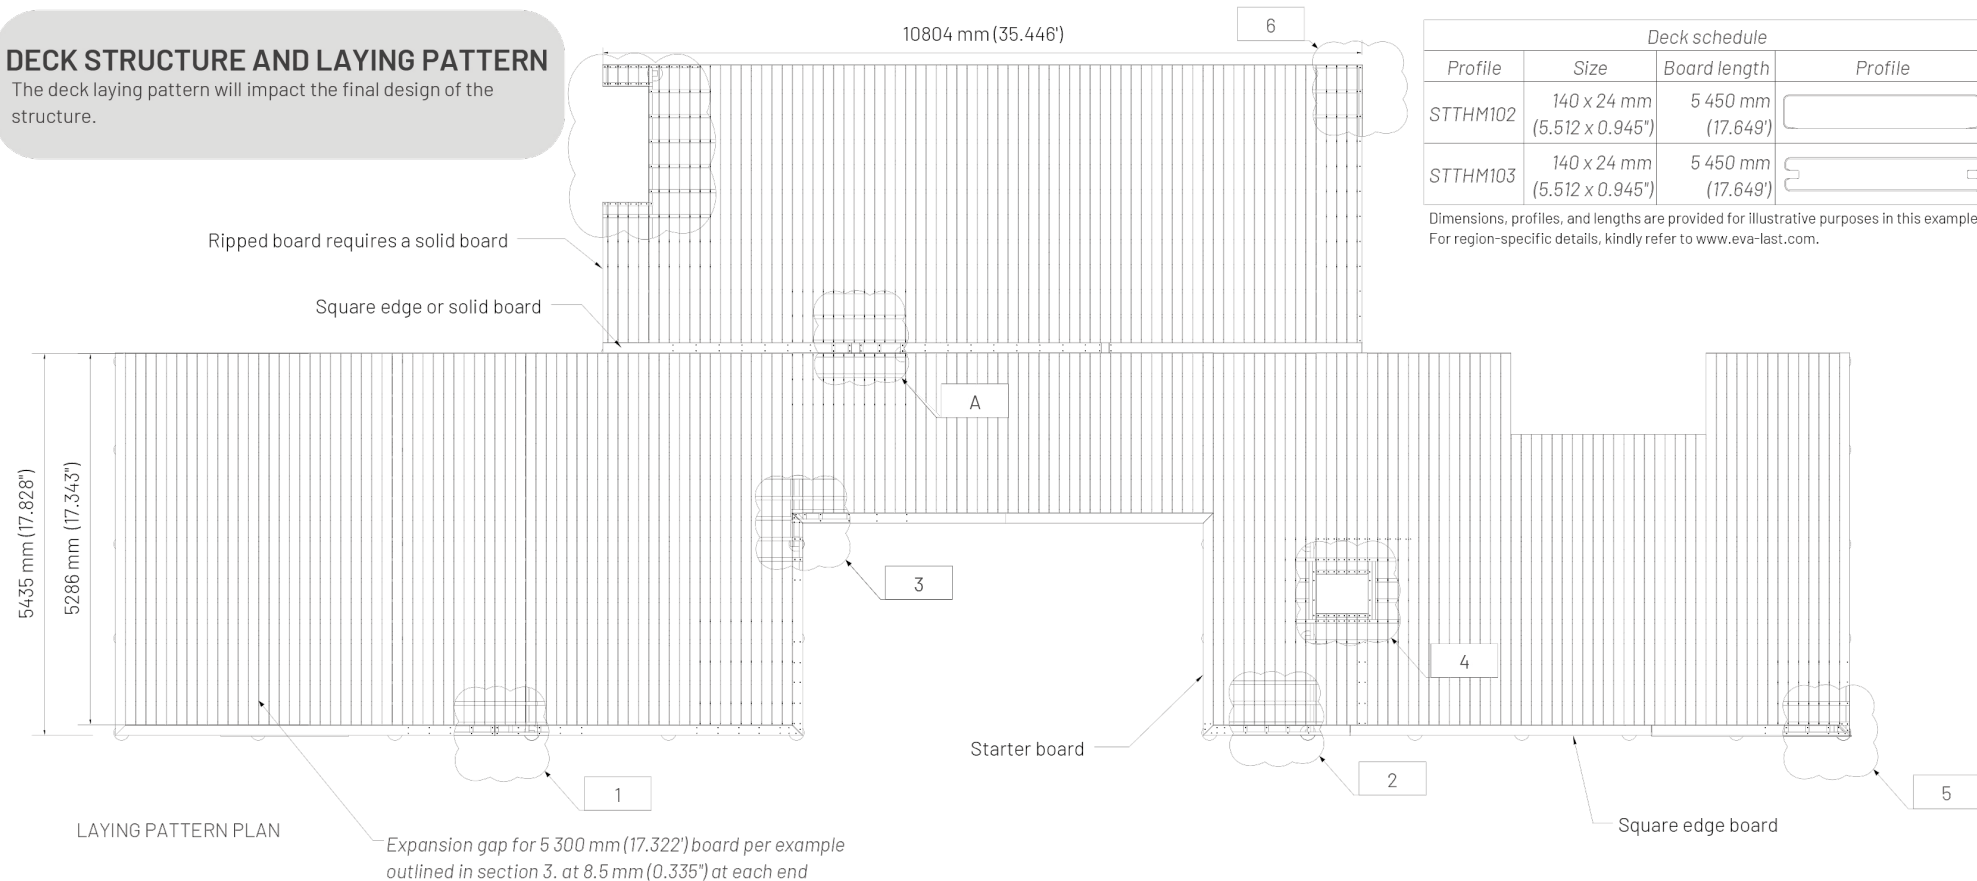 DECK STRUCTURE AND LAYING PATTERN
The deck laying pattern will impact the final design of the
structure.
10804 mm (35.446')
6
Deck schedule
Profile Size Board length Profile
STTHM102 140 x 24 mm (5.512 x 0.945") 5 450 mm (17.649')
STTHM103 140 x 24 mm (5.512 x 0.945") 5 450 mm (17.649')
Dimensions, profiles, and lengths are provided for illustrative purposes in this example
For region-specific details, kindly refer to www.eva-last.com.
Ripped board requires a solid board
Square edge or solid board
A
5435 mm (17.828")
5286 mm (17.343")
3
4
Starter board
1
2
5
Square edge board
LAYING PATTERN PLAN
Expansion gap for 5 300 mm (17.322') board per example
outlined in section 3. at 8.5 mm (0.335") at each end